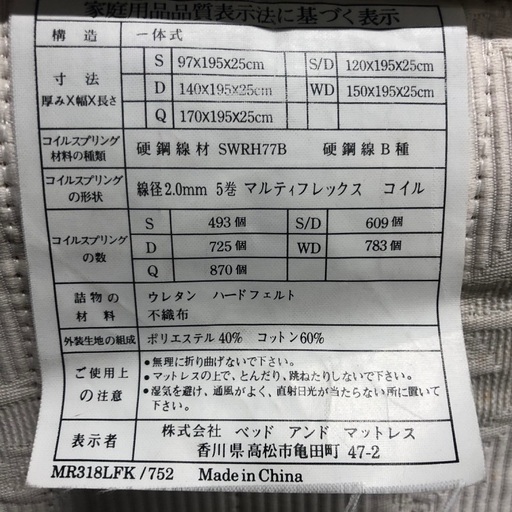 家庭用品品質表示法に基づく表示
構造 一体式
寸法
厚み×幅×長さ
S 97x195x25cm S/D 120x195x25cm
D 140x195x25cm WD 150x195x25cm
Q 170x195x25cm
コイルスプリング
材料の種類
硬鋼線材 SWRH77B 硬鋼線B種
コイルスプリング
の形状
線径2.0mm 5巻 マルティフレックス コイル
コイルスプリング
の数
S 493個 S/D 609個
D 725個 WD 783個
Q 870個
詰物の
材料
ウレタン ハードフェルト
不織布
外装生地の組成 ポリエステル40% コットン60%
ご使用上
の注意
●無理に折り曲げないで下さい。
●マットレスの上で、とんだり、跳ねたりしないで下さい。
●湿気を避け、通風がよく、直射日光が当たらない所に置いて
下さい。
表示者
株式会社 ベッド アンド マットレス
香川県高松市亀田町 47-2
MR318LFK/752 Made in China